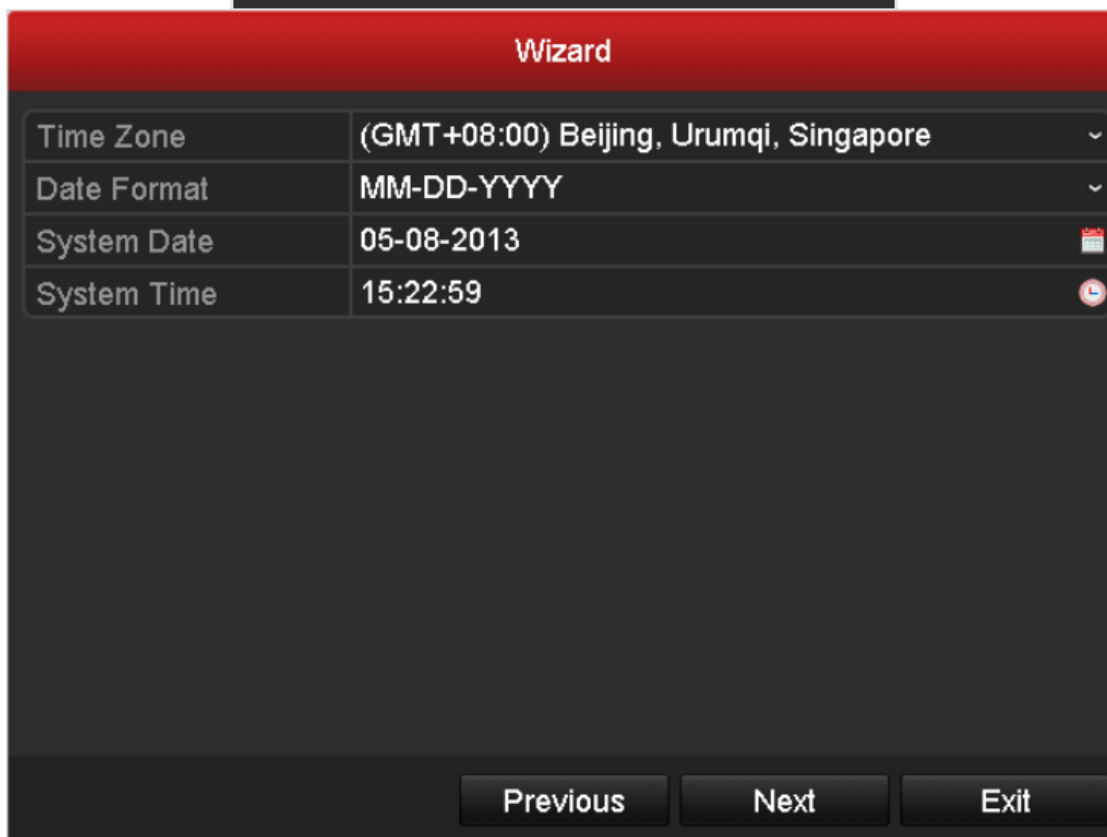 Wizard
Time Zone (GMT+08:00) Beijing, Urumqi, Singapore
Date Format MM-DD-YYYY
System Date 05-08-2013
System Time 15:22:59
Previous Next Exit